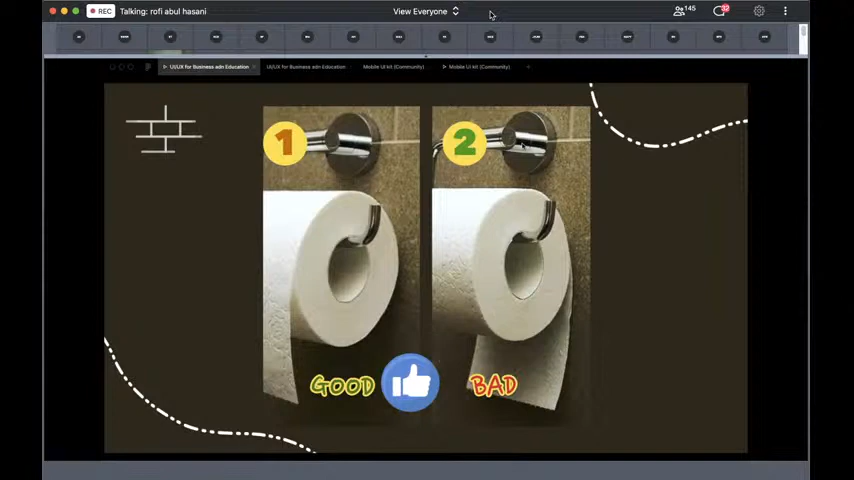 REC
Talking: rofi abul hasani
View Everyone
145
32
UI/UX for Business adn Education
UI/UX for Business adn Education
Mobile UI kit (Community)
Mobile UI kit (Community)
1
2
GOOD
BAD